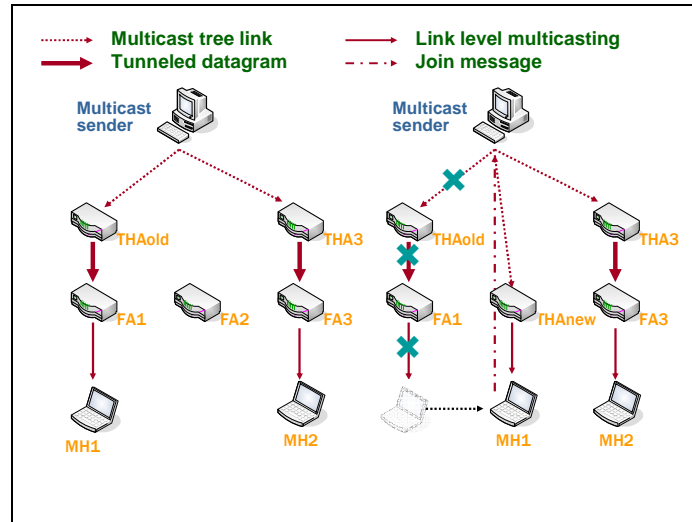 Multicast tree link
Link level multicasting
Tunneled datagram
Join message
Multicast
sender
Multicast
sender
THAold
THA3
THAold
THA3
FA1
FA2
FA3
FA1
THAnew
FA3
MH1
MH2
MH1
MH2